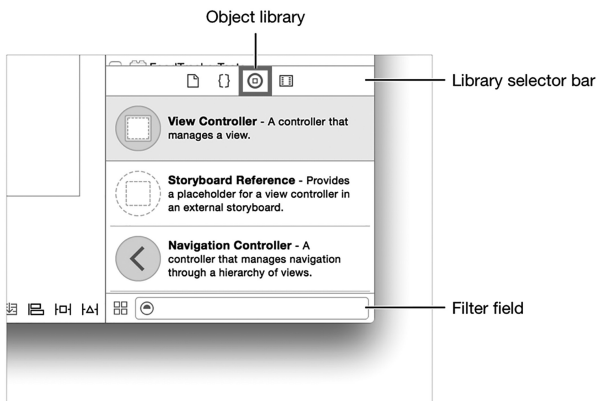 Object library
Library selector bar
View Controller - A controller that
manages a view.
Storyboard Reference - Provides
a placeholder for a view controller in
an external storyboard.
Navigation Controller - A
controller that manages navigation
through a hierarchy of views.
Filter field